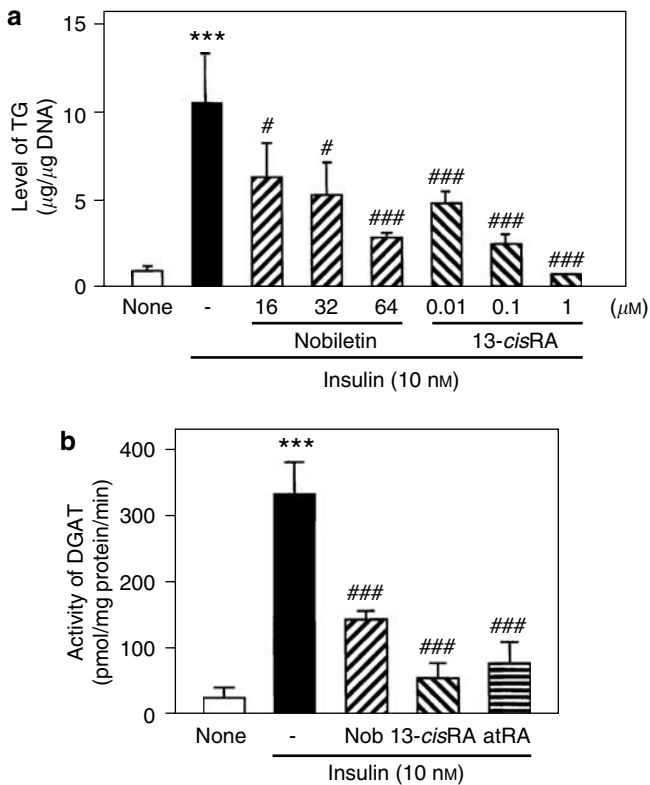 a
Level of TG
(μg/μg DNA)
15
10
5
0
***
#
#
###
###
###
###
None - 16 32 64 0.01 0.1 1 (μM)
Nobiletin 13-cisRA
Insulin (10 nM)
b
Activity of DGAT
(pmol/mg protein/min)
400
300
200
100
0
***
###
###
###
None - Nob 13-cisRA atRA
Insulin (10 nM)